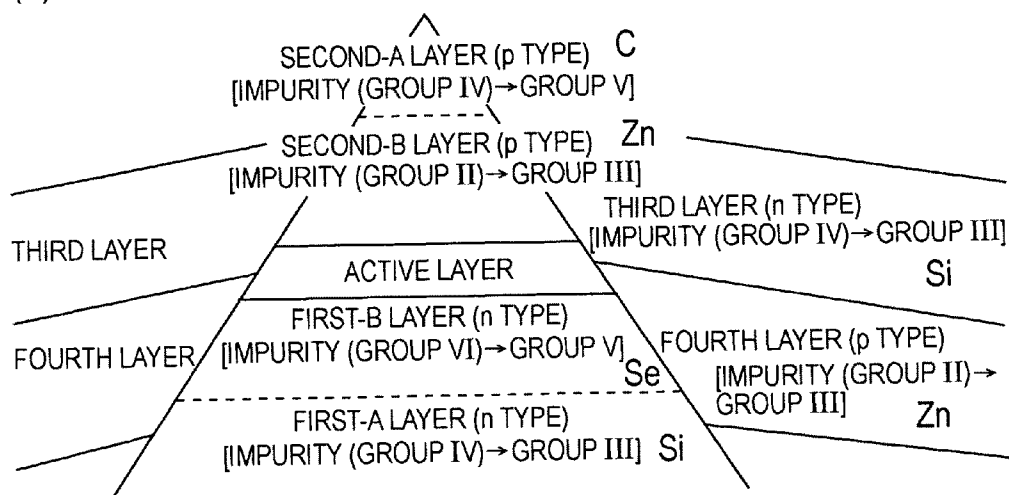 SECOND-A LAYER (p TYPE) C
[IMPURITY (GROUP IV)→GROUP V]
SECOND-B LAYER (p TYPE) Zn
[IMPURITY (GROUP II)→GROUP III]
THIRD LAYER
THIRD LAYER (n TYPE)
[IMPURITY (GROUP IV)→GROUP III]
Si
ACTIVE LAYER
FOURTH LAYER
FIRST-B LAYER (n TYPE)
[IMPURITY (GROUP VI)→GROUP V]
Se
FOURTH LAYER (p TYPE)
[IMPURITY (GROUP II)→
GROUP III]
Zn
FIRST-A LAYER (n TYPE)
[IMPURITY (GROUP IV)→GROUP III] Si